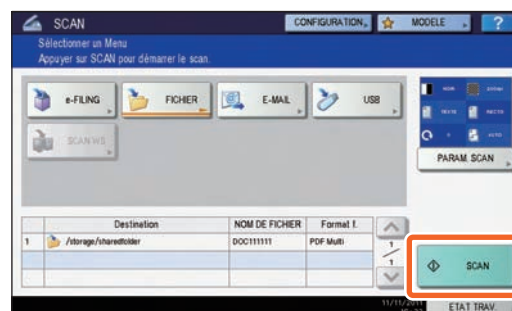 SCAN
CONFIGURATION
MODELE
?
Sélectionner un Menu
Appuyer sur SCAN pour démarrer le scan.
e-FILING
FICHIER
E-MAIL
USB
SCAN WS
PARAM. SCAN
Destination NOM DE FICHIER Format f.
1 /storage/sharedfolder DOC111111 PDF Multi
1
1
SCAN
11/11/2011
ETAT TRAV.